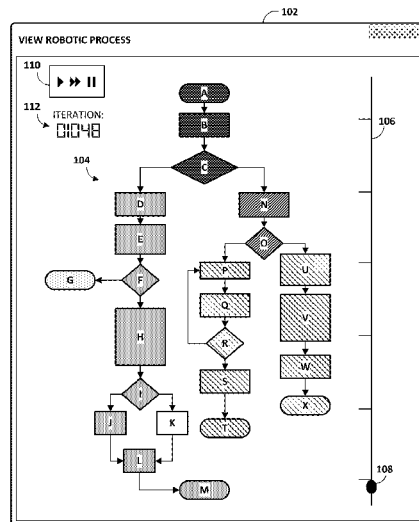 102
VIEW ROBOTIC PROCESS
110
ITERATION:
112
01048
106
104
A
B
C
D
N
E
O
G
F
P
U
Q
V
H
R
W
S
I
X
J
K
T
L
M
108